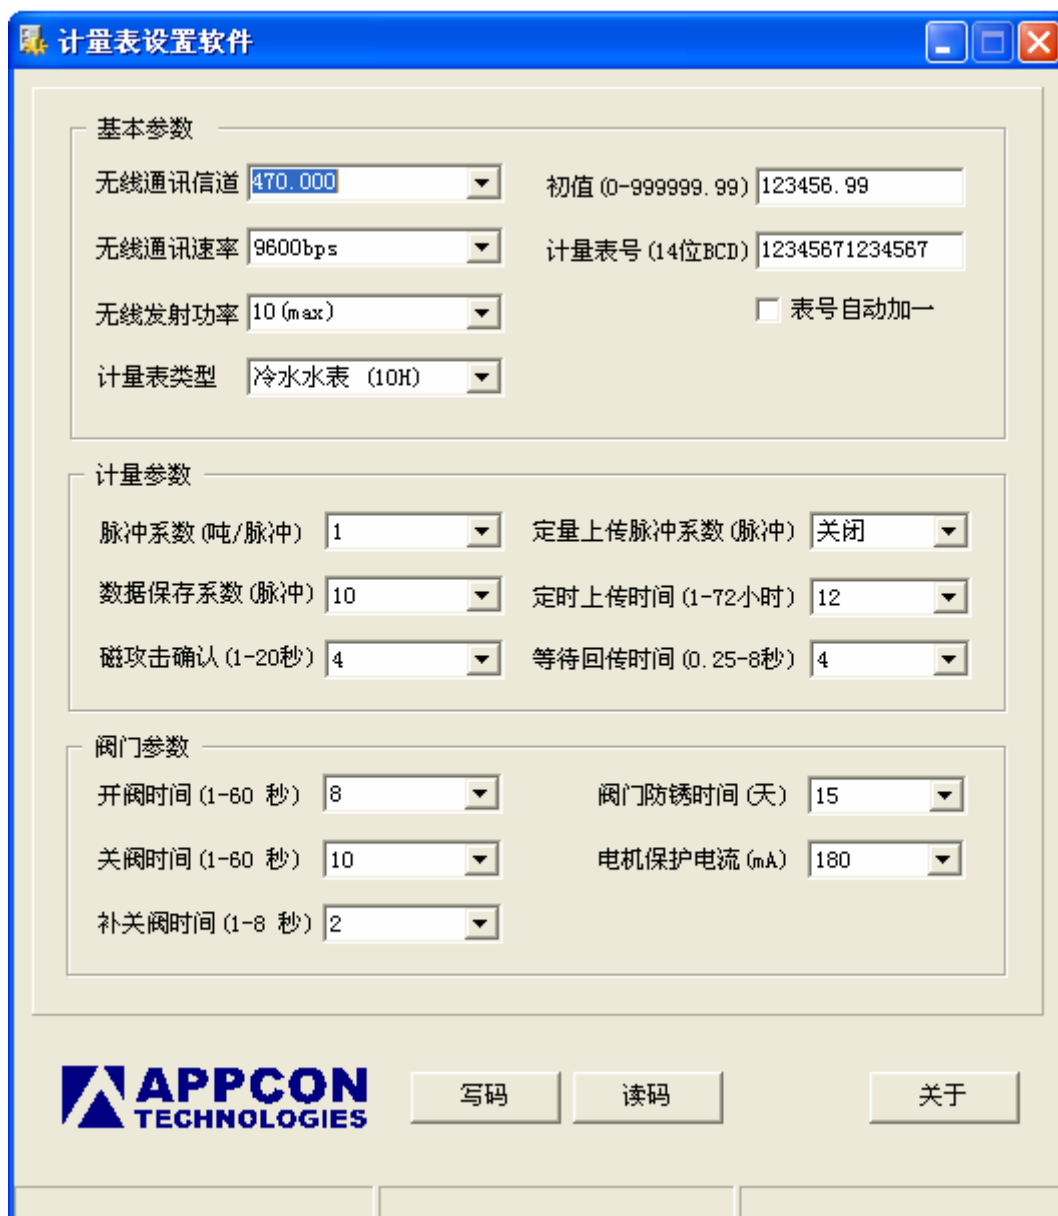 计量表设置软件
基本参数
无线通讯信道 470.000 初值(0-999999.99) 123456.99
无线通讯速率 9600bps 计量表号(14位BCD) 12345671234567
无线发射功率 10(max) 表号自动加一
计量表类型 冷水水表 (10H)
计量参数
脉冲系数(吨/脉冲) 1 定量上传脉冲系数(脉冲) 关闭
数据保存系数(脉冲) 10 定时上传时间(1-72小时) 12
磁攻击确认(1-20秒) 4 等待回传时间(0.25-8秒) 4
阀门参数
开阀时间(1-60 秒) 8 阀门防锈时间(天) 15
关阀时间(1-60 秒) 10 电机保护电流(mA) 180
补关阀时间(1-8 秒) 2
APPCON
TECHNOLOGIES
写码 读码 关于